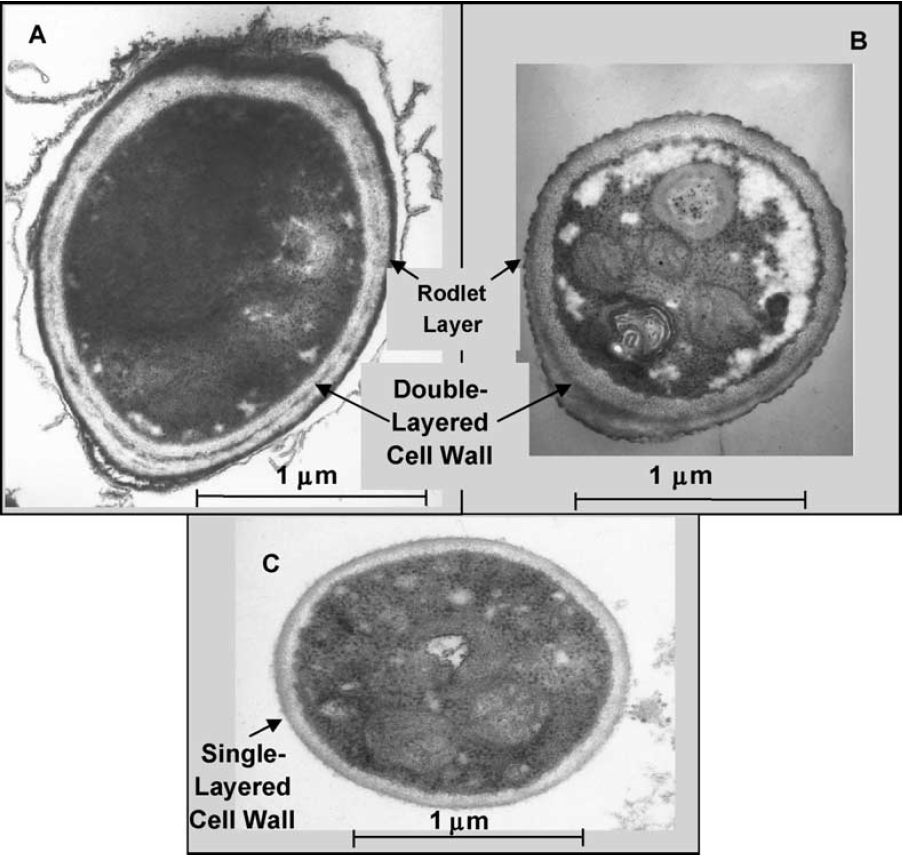 A
B
Rodlet
Layer
Double-
Layered
Cell Wall
1 μm
1 μm
C
Single-
Layered
Cell Wall
1 μm